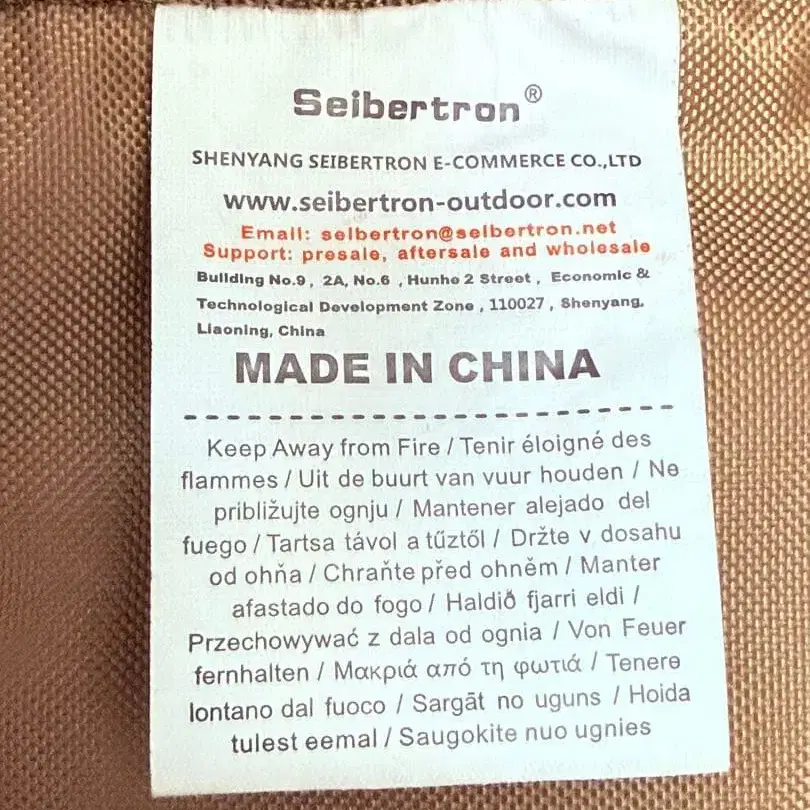 Seibertron®
SHENYANG SEIBERTRON E-COMMERCE CO.,LTD
www.seibertron-outdoor.com
Email: seibertron@seibertron.net
Support: presale, aftersale and wholesale
Building No.9 , 2A, No.6 , Hunhe 2 Street , Economic &
Technological Development Zone , 110027 , Shenyang,
Liaoning, China
MADE IN CHINA
Keep Away from Fire / Tenir éloigné des
flammes / Uit de buurt van vuur houden / Ne
približujte ognju / Mantener alejado del
fuego / Tartsa távol a tűztől / Držte v dosahu
od ohňa / Chraňte před ohněm / Manter
afastado do fogo / Haldið fjarri eldi /
Przechowywać z dala od ognia / Von Feuer
fernhalten / Μακριά από τη φωτιά / Tenere
lontano dal fuoco / Sargāt no uguns / Hoida
tulest eemal / Saugokite nuo ugnies